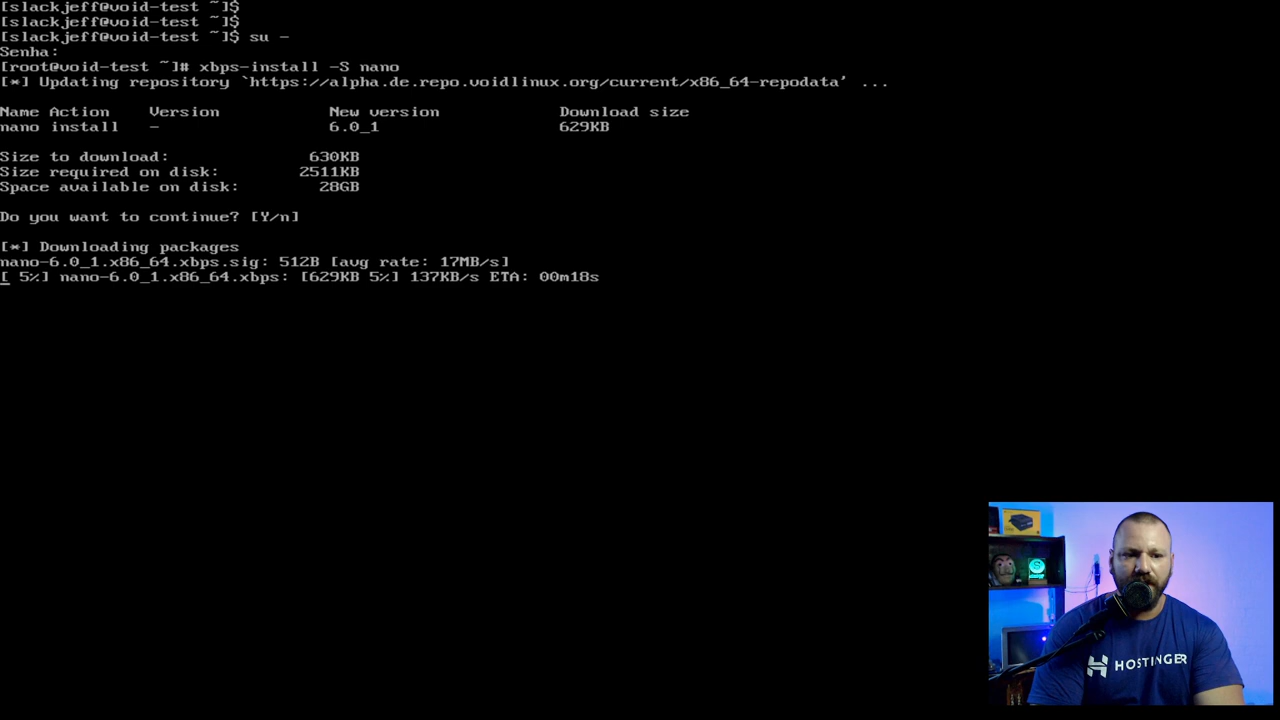 [slackjeff@void-test ~]$
[slackjeff@void-test ~]$
[slackjeff@void-test ~]$ su -
Senha:
[root@void-test ~]# xbps-install -S nano
[*] Updating repository `https://alpha.de.repo.voidlinux.org/current/x86_64-repodata' ...
Name Action    Version           New version            Download size
nano install   -                 6.0_1                  629KB
Size to download:              630KB
Size required on disk:        2511KB
Space available on disk:        28GB
Do you want to continue? [Y/n]
[*] Downloading packages
nano-6.0_1.x86_64.xbps.sig: 512B [avg rate: 17MB/s]
[ 5%] nano-6.0_1.x86_64.xbps: [629KB 5%] 137KB/s ETA: 00m18s
HOSTINGER